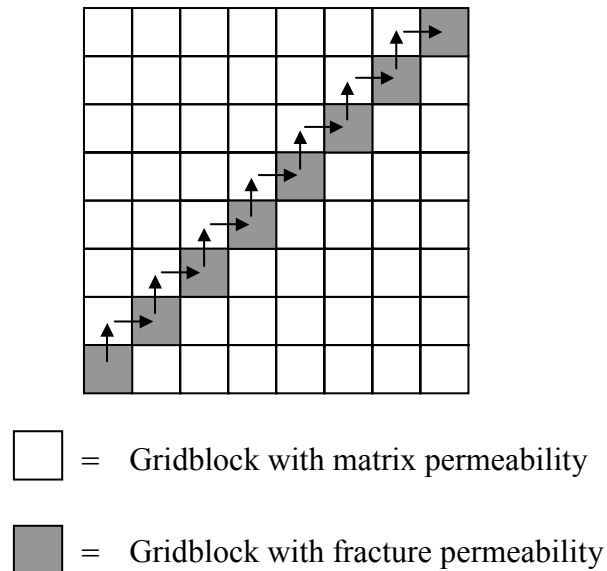 = Gridblock with matrix permeability
= Gridblock with fracture permeability